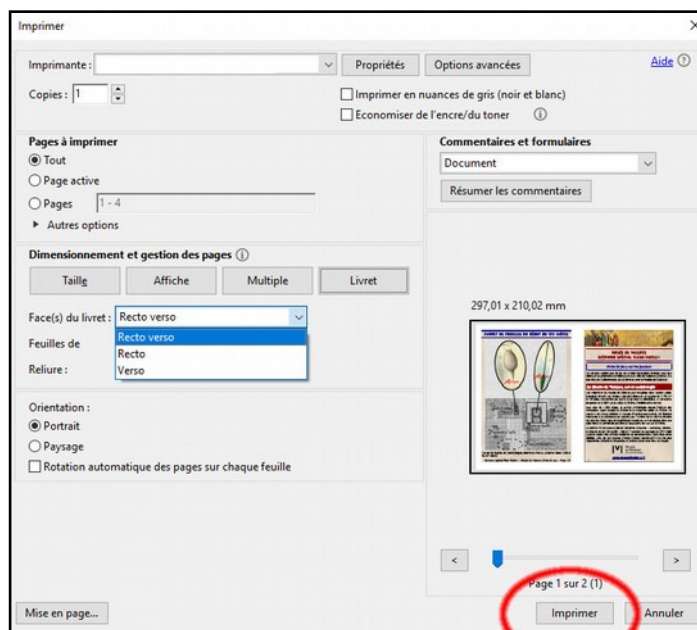 Imprimer
Imprimante : Propriétés Options avancées Aide
Copies : 1 Imprimer en nuances de gris (noir et blanc)
Economiser de l'encre/du toner
Pages à imprimer
Tout
Page active
Pages 1 - 4
Autres options
Commentaires et formulaires
Document
Résumer les commentaires
Dimensionnement et gestion des pages
Taille Affiche Multiple Livret
Face(s) du livret : Recto verso
Feuilles de Recto verso
Recto
Reliure : Verso
Orientation :
Portrait
Paysage
Rotation automatique des pages sur chaque feuille
297,01 x 210,02 mm
< >
Page 1 sur 2 (1)
Mise en page... Imprimer Annuler